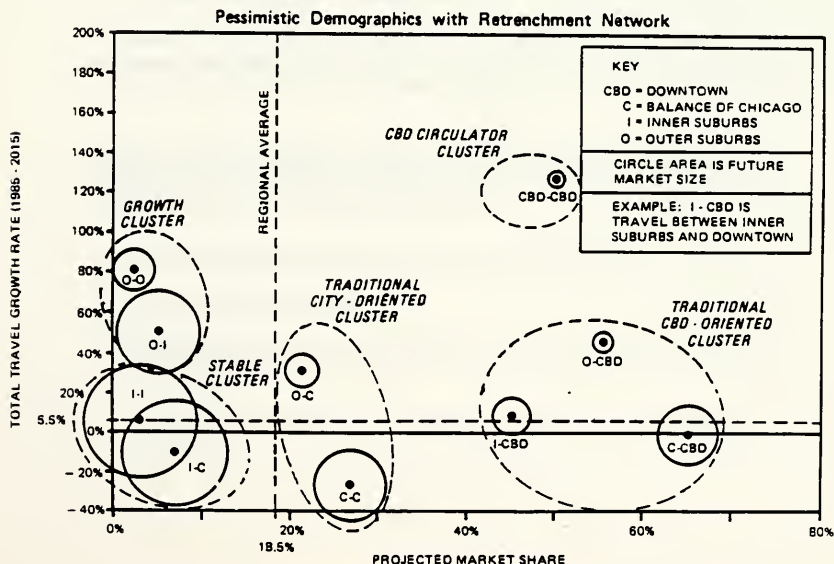 Pessimistic Demographics with Retrenchment Network
TOTAL TRAVEL GROWTH RATE (1985 - 2015)
200%
180%
160%
140%
120%
100%
80%
60%
40%
20%
5.5%
0%
- 20%
- 40%
REGIONAL AVERAGE
KEY
CBD = DOWNTOWN
C = BALANCE OF CHICAGO
I = INNER SUBURBS
O = OUTER SUBURBS
CIRCLE AREA IS FUTURE
MARKET SIZE
EXAMPLE: I - CBD IS
TRAVEL BETWEEN INNER
SUBURBS AND DOWNTOWN
CBD CIRCULATOR
CLUSTER
CBD-CBD
GROWTH
CLUSTER
O-O
O-I
STABLE
CLUSTER
I-I
I-C
TRADITIONAL
CITY - ORIENTED
CLUSTER
O-C
C-C
TRADITIONAL
CBD - ORIENTED
CLUSTER
O-CBD
I-CBD
C-CBD
0%
18.5%
20%
40%
60%
80%
PROJECTED MARKET SHARE